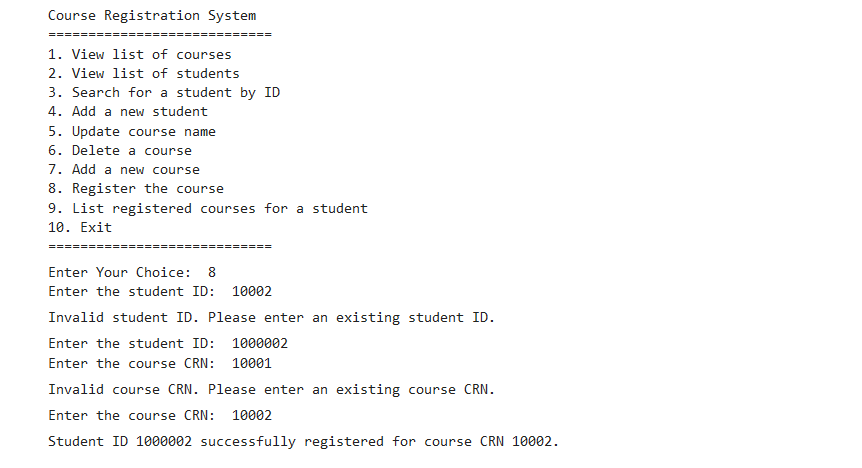 Course Registration System
============================
1. View list of courses
2. View list of students
3. Search for a student by ID
4. Add a new student
5. Update course name
6. Delete a course
7. Add a new course
8. Register the course
9. List registered courses for a student
10. Exit
============================
Enter Your Choice:  8
Enter the student ID:  10002
Invalid student ID. Please enter an existing student ID.
Enter the student ID:  1000002
Enter the course CRN:  10001
Invalid course CRN. Please enter an existing course CRN.
Enter the course CRN:  10002
Student ID 1000002 successfully registered for course CRN 10002.